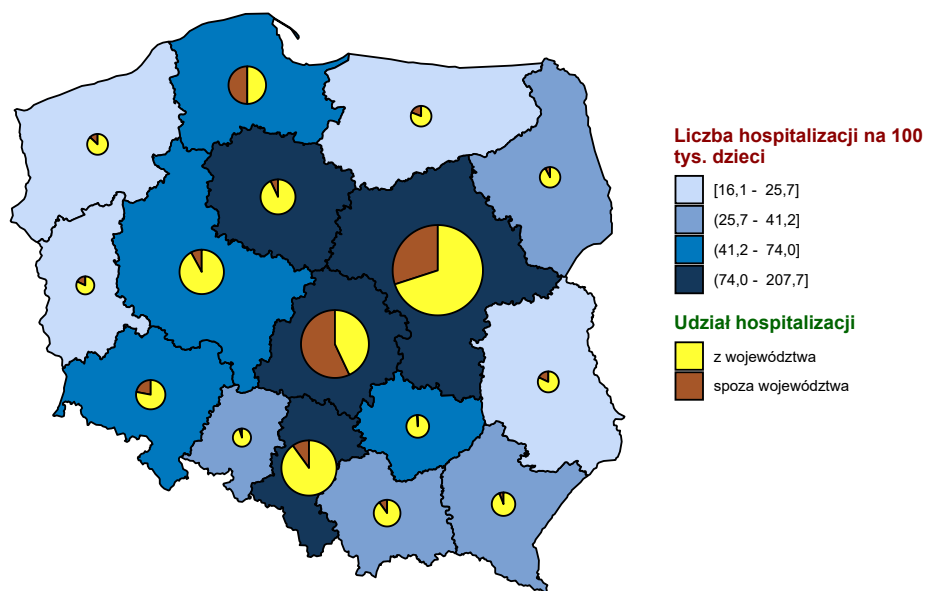 Liczba hospitalizacji na 100
tys. dzieci
[16,1 - 25,7]
(25,7 - 41,2]
(41,2 - 74,0]
(74,0 - 207,7]
Udział hospitalizacji
z województwa
spoza województwa